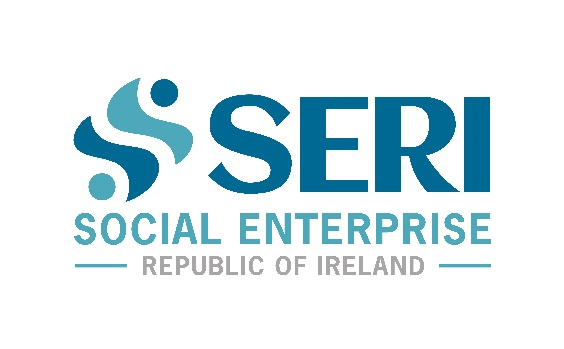 SERI
SOCIAL ENTERPRISE
REPUBLIC OF IRELAND